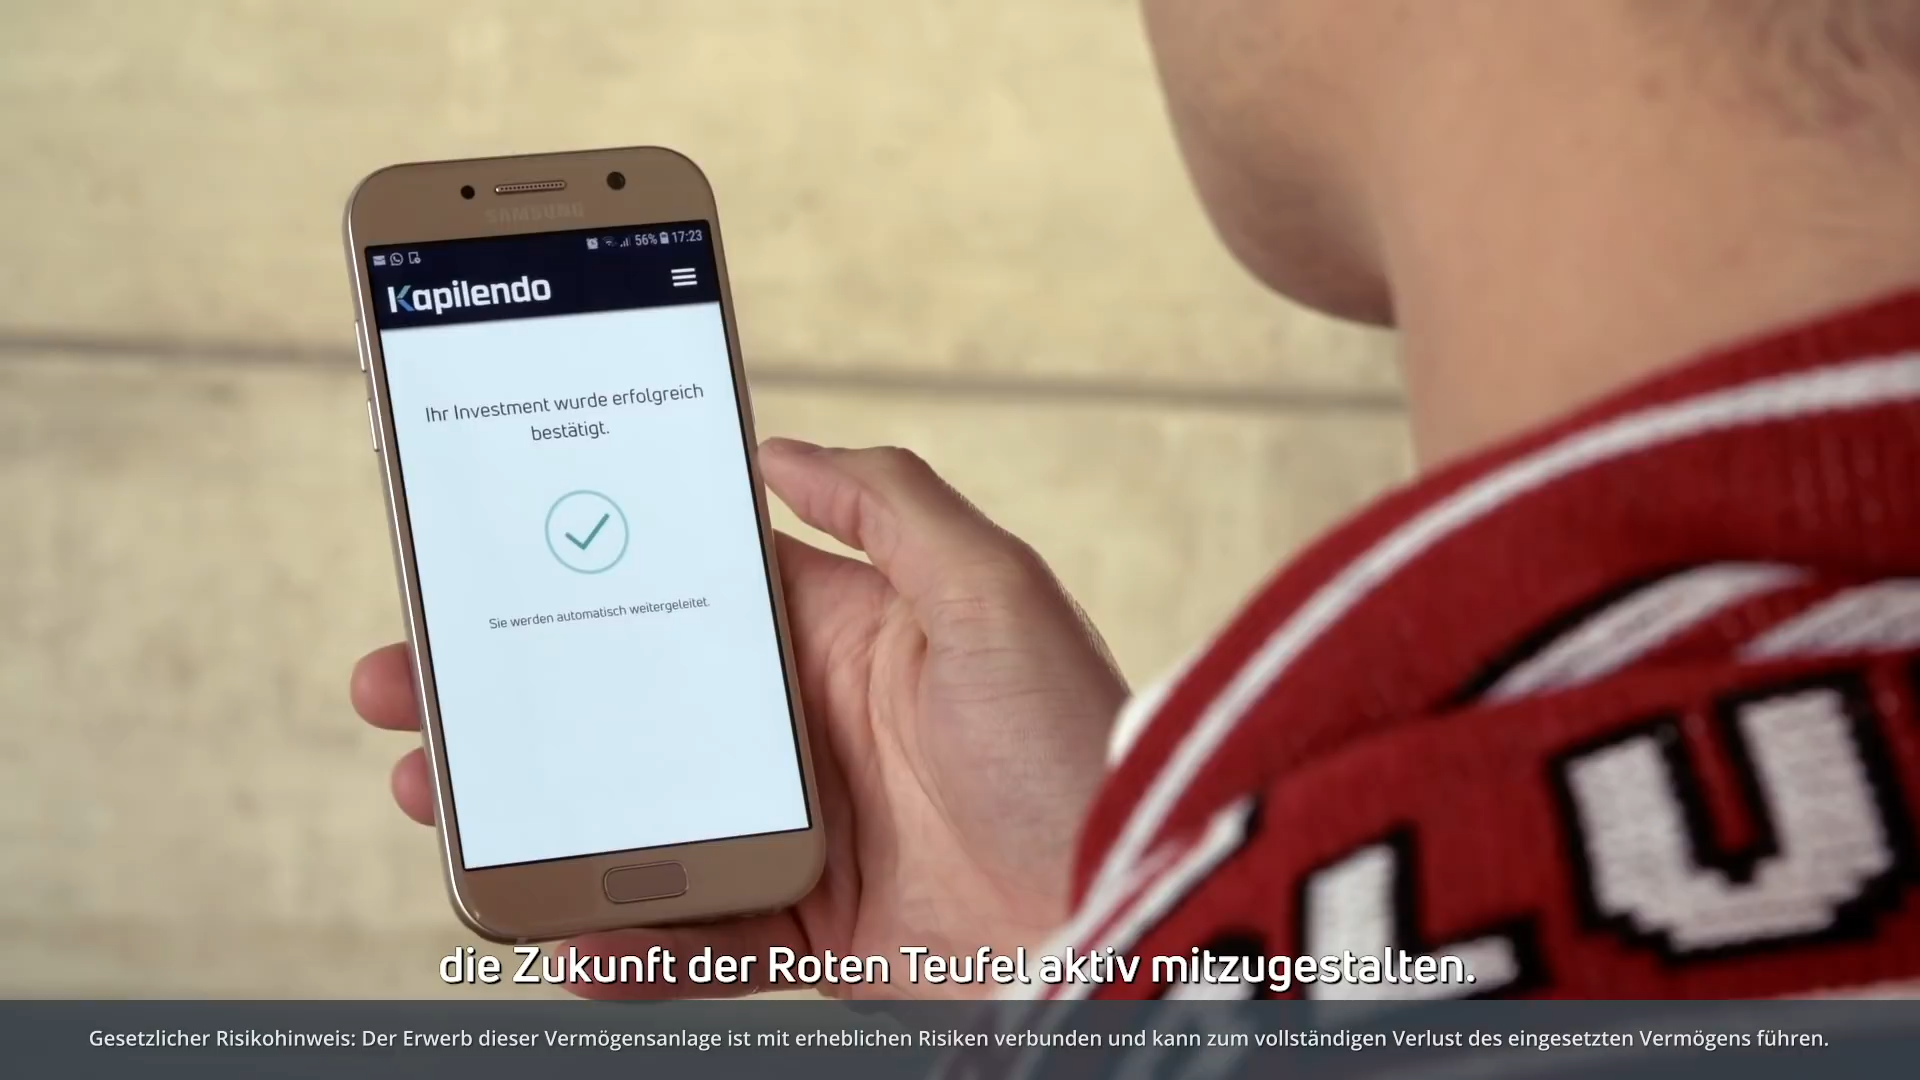 SAMSUNG
56% 17:23
Kapilendo
Ihr Investment wurde erfolgreich
bestätigt.
Sie werden automatisch weitergeleitet.
LU
die Zukunft der Roten Teufel aktiv mitzugestalten.
Gesetzlicher Risikohinweis: Der Erwerb dieser Vermögensanlage ist mit erheblichen Risiken verbunden und kann zum vollständigen Verlust des eingesetzten Vermögens führen.